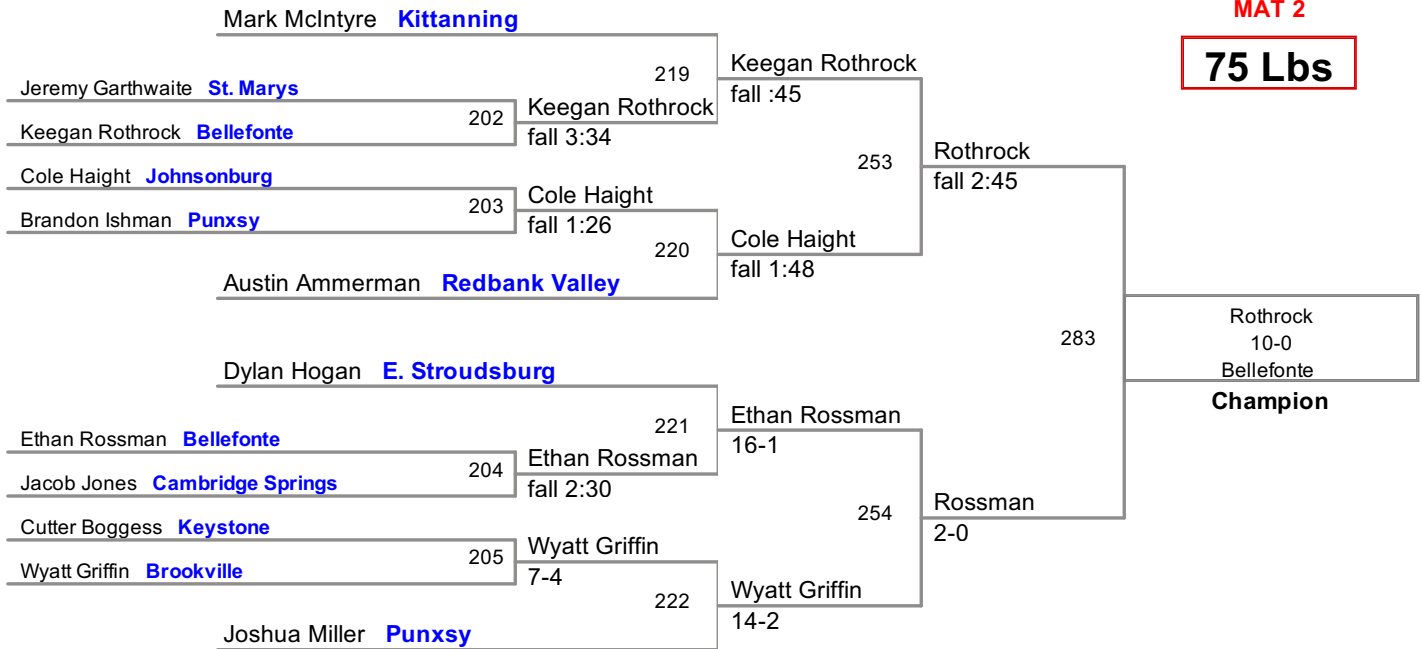 MAT 2
75 Lbs
Mark McIntyre Kittanning
219
Keegan Rothrock
fall :45
Jeremy Garthwaite St. Marys
202
Keegan Rothrock
fall 3:34
Keegan Rothrock Bellefonte
253
Rothrock
fall 2:45
Cole Haight Johnsonburg
203
Cole Haight
fall 1:26
Brandon Ishman Punxsy
220
Cole Haight
fall 1:48
Austin Ammerman Redbank Valley
283
Rothrock
10-0
Bellefonte
Champion
Dylan Hogan E. Stroudsburg
221
Ethan Rossman
16-1
Ethan Rossman Bellefonte
204
Ethan Rossman
fall 2:30
Jacob Jones Cambridge Springs
254
Rossman
2-0
Cutter Boggess Keystone
205
Wyatt Griffin
7-4
Wyatt Griffin Brookville
222
Wyatt Griffin
14-2
Joshua Miller Punxsy